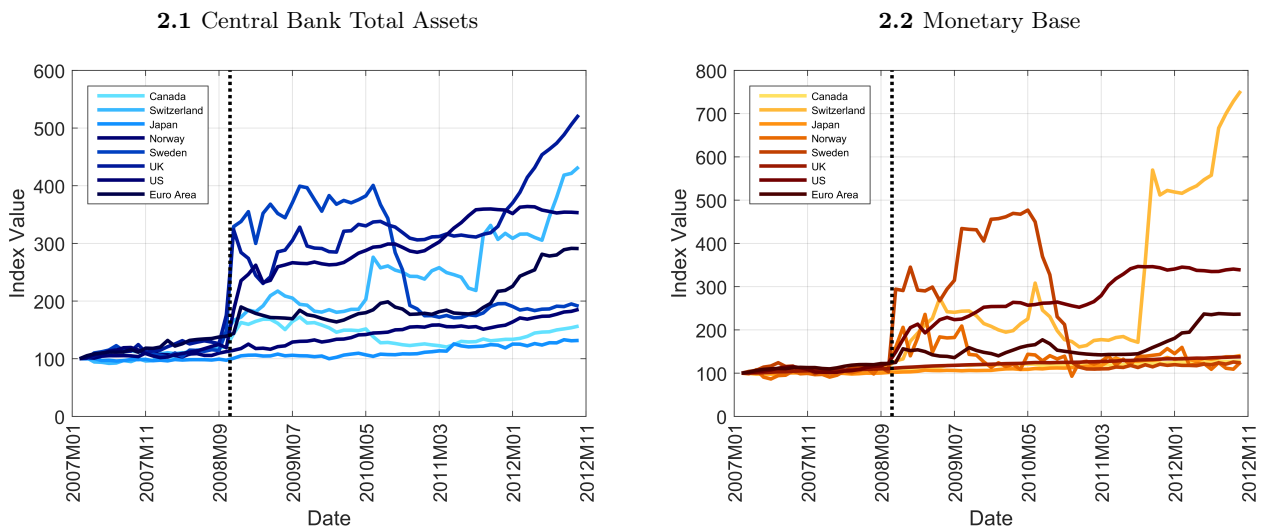 2.1 Central Bank Total Assets
600
500
400
300
200
100
0
Index Value
Canada
Switzerland
Japan
Norway
Sweden
UK
US
Euro Area
2007M01
2007M11
2008M09
2009M07
2010M05
2011M03
2012M01
2012M11
Date
2.2 Monetary Base
800
700
600
500
400
300
200
100
0
Index Value
Canada
Switzerland
Japan
Norway
Sweden
UK
US
Euro Area
2007M01
2007M11
2008M09
2009M07
2010M05
2011M03
2012M01
2012M11
Date